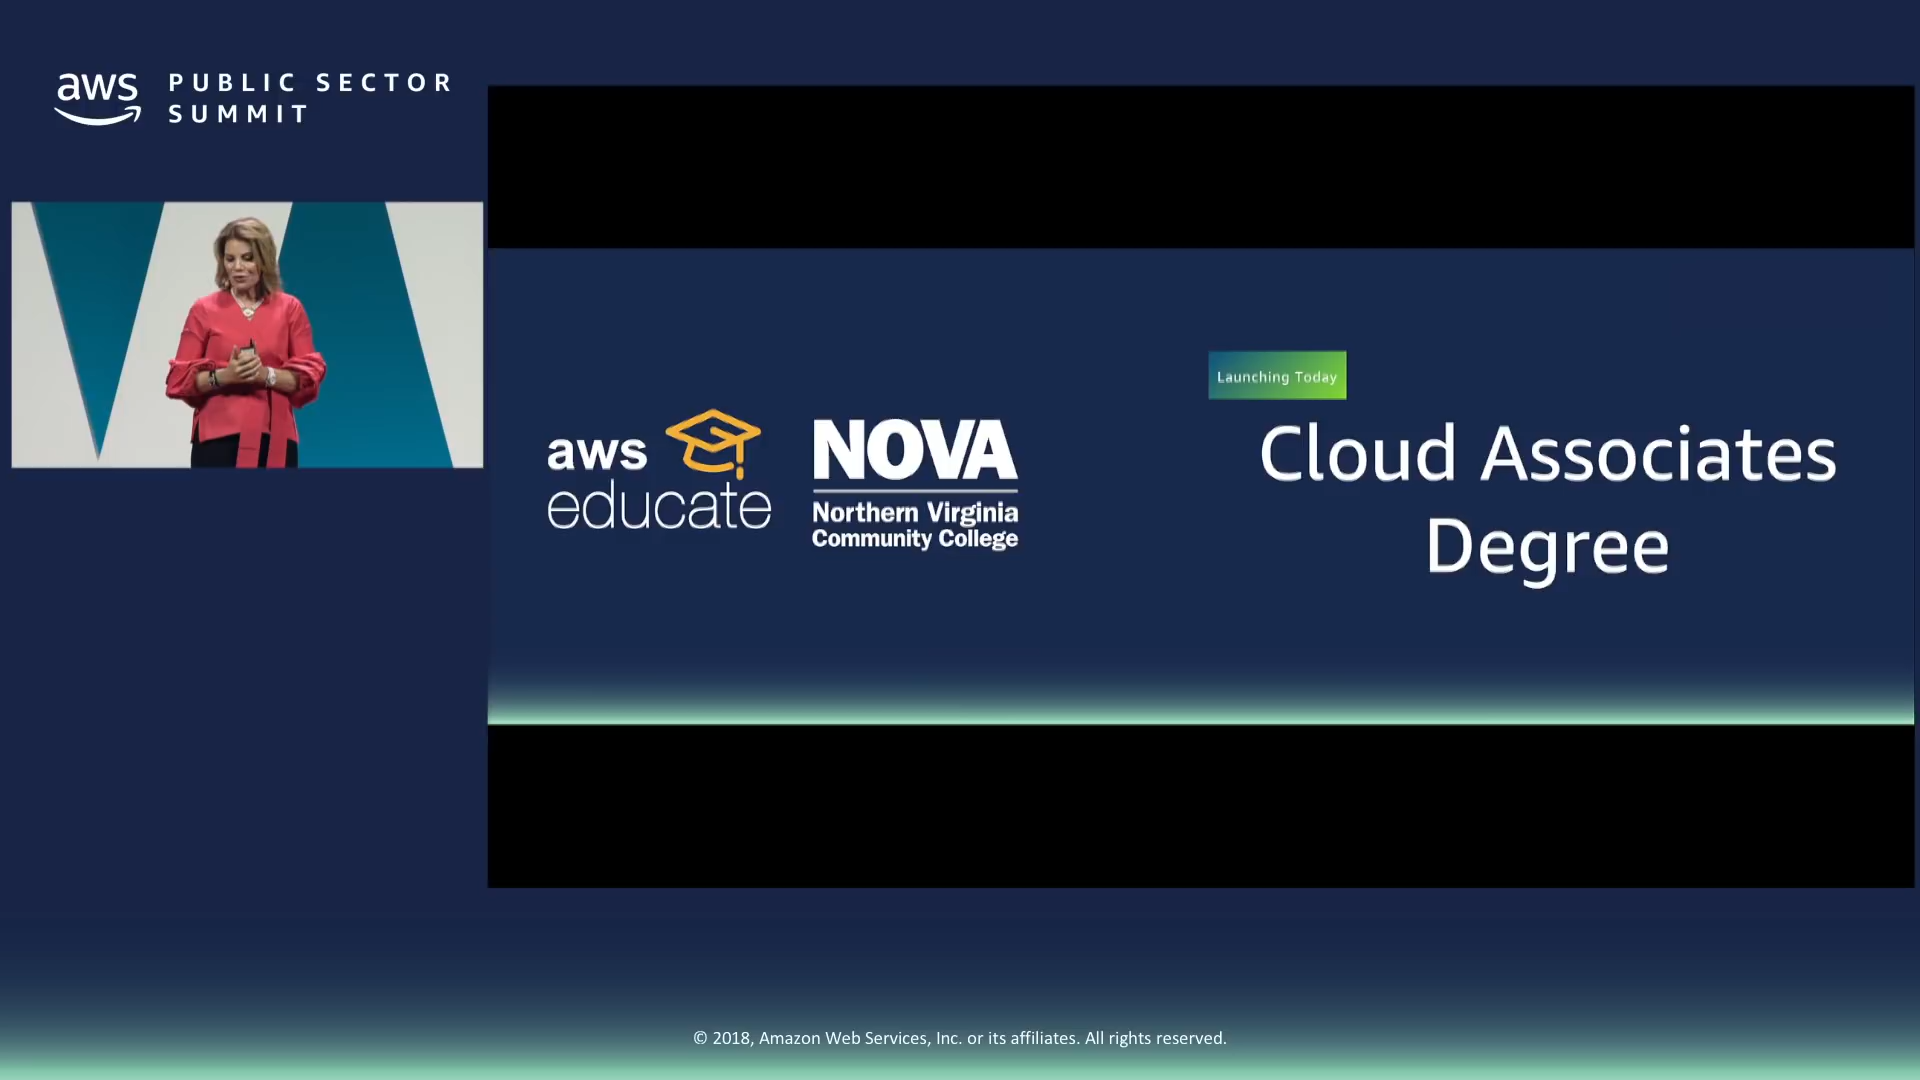 aws
PUBLIC SECTOR
SUMMIT
aws
educate
NOVA
Northern Virginia
Community College
Launching Today
Cloud Associates
Degree
© 2018, Amazon Web Services, Inc. or its affiliates. All rights reserved.